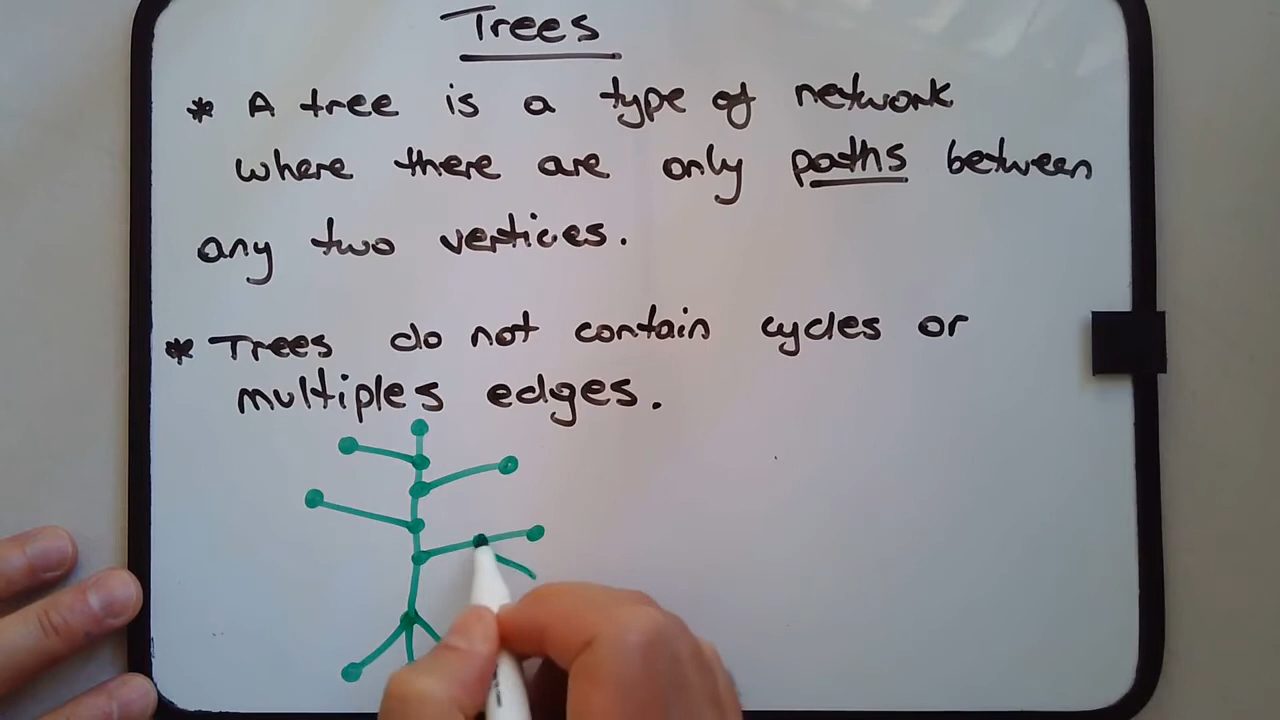 Trees
* A tree is a type of network
where there are only paths between
any two vertices.
* Trees do not contain cycles or
multiples edges.